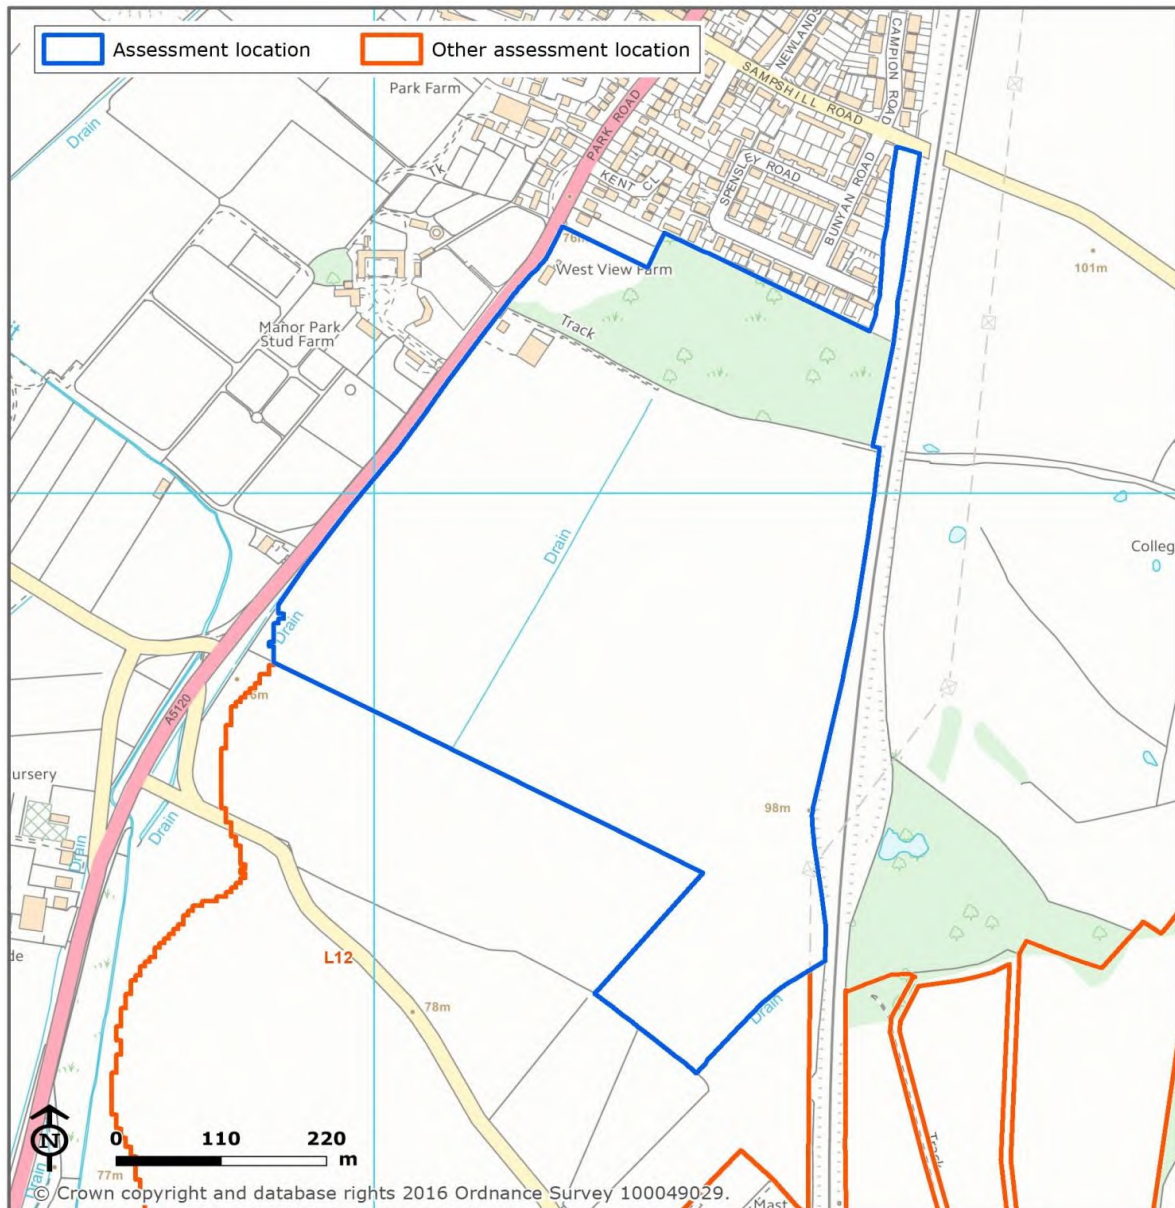 Assessment location
Other assessment location
Park Farm
Drain
PARK ROAD
SAMPSHILL ROAD
NEWLANDS
CAMPION ROAD
Tk
KENT CL
SPENSLEY ROAD
BUNYAN ROAD
76m
West View Farm
101m
Manor Park
Stud Farm
Track
Drain
Colleg
Drain
76m
A5120
ursery
Drain
Drain
98m
L12
78m
Drain
Track
N
0 110 220
m
77m
Drain
Mast
© Crown copyright and database rights 2016 Ordnance Survey 100049029.